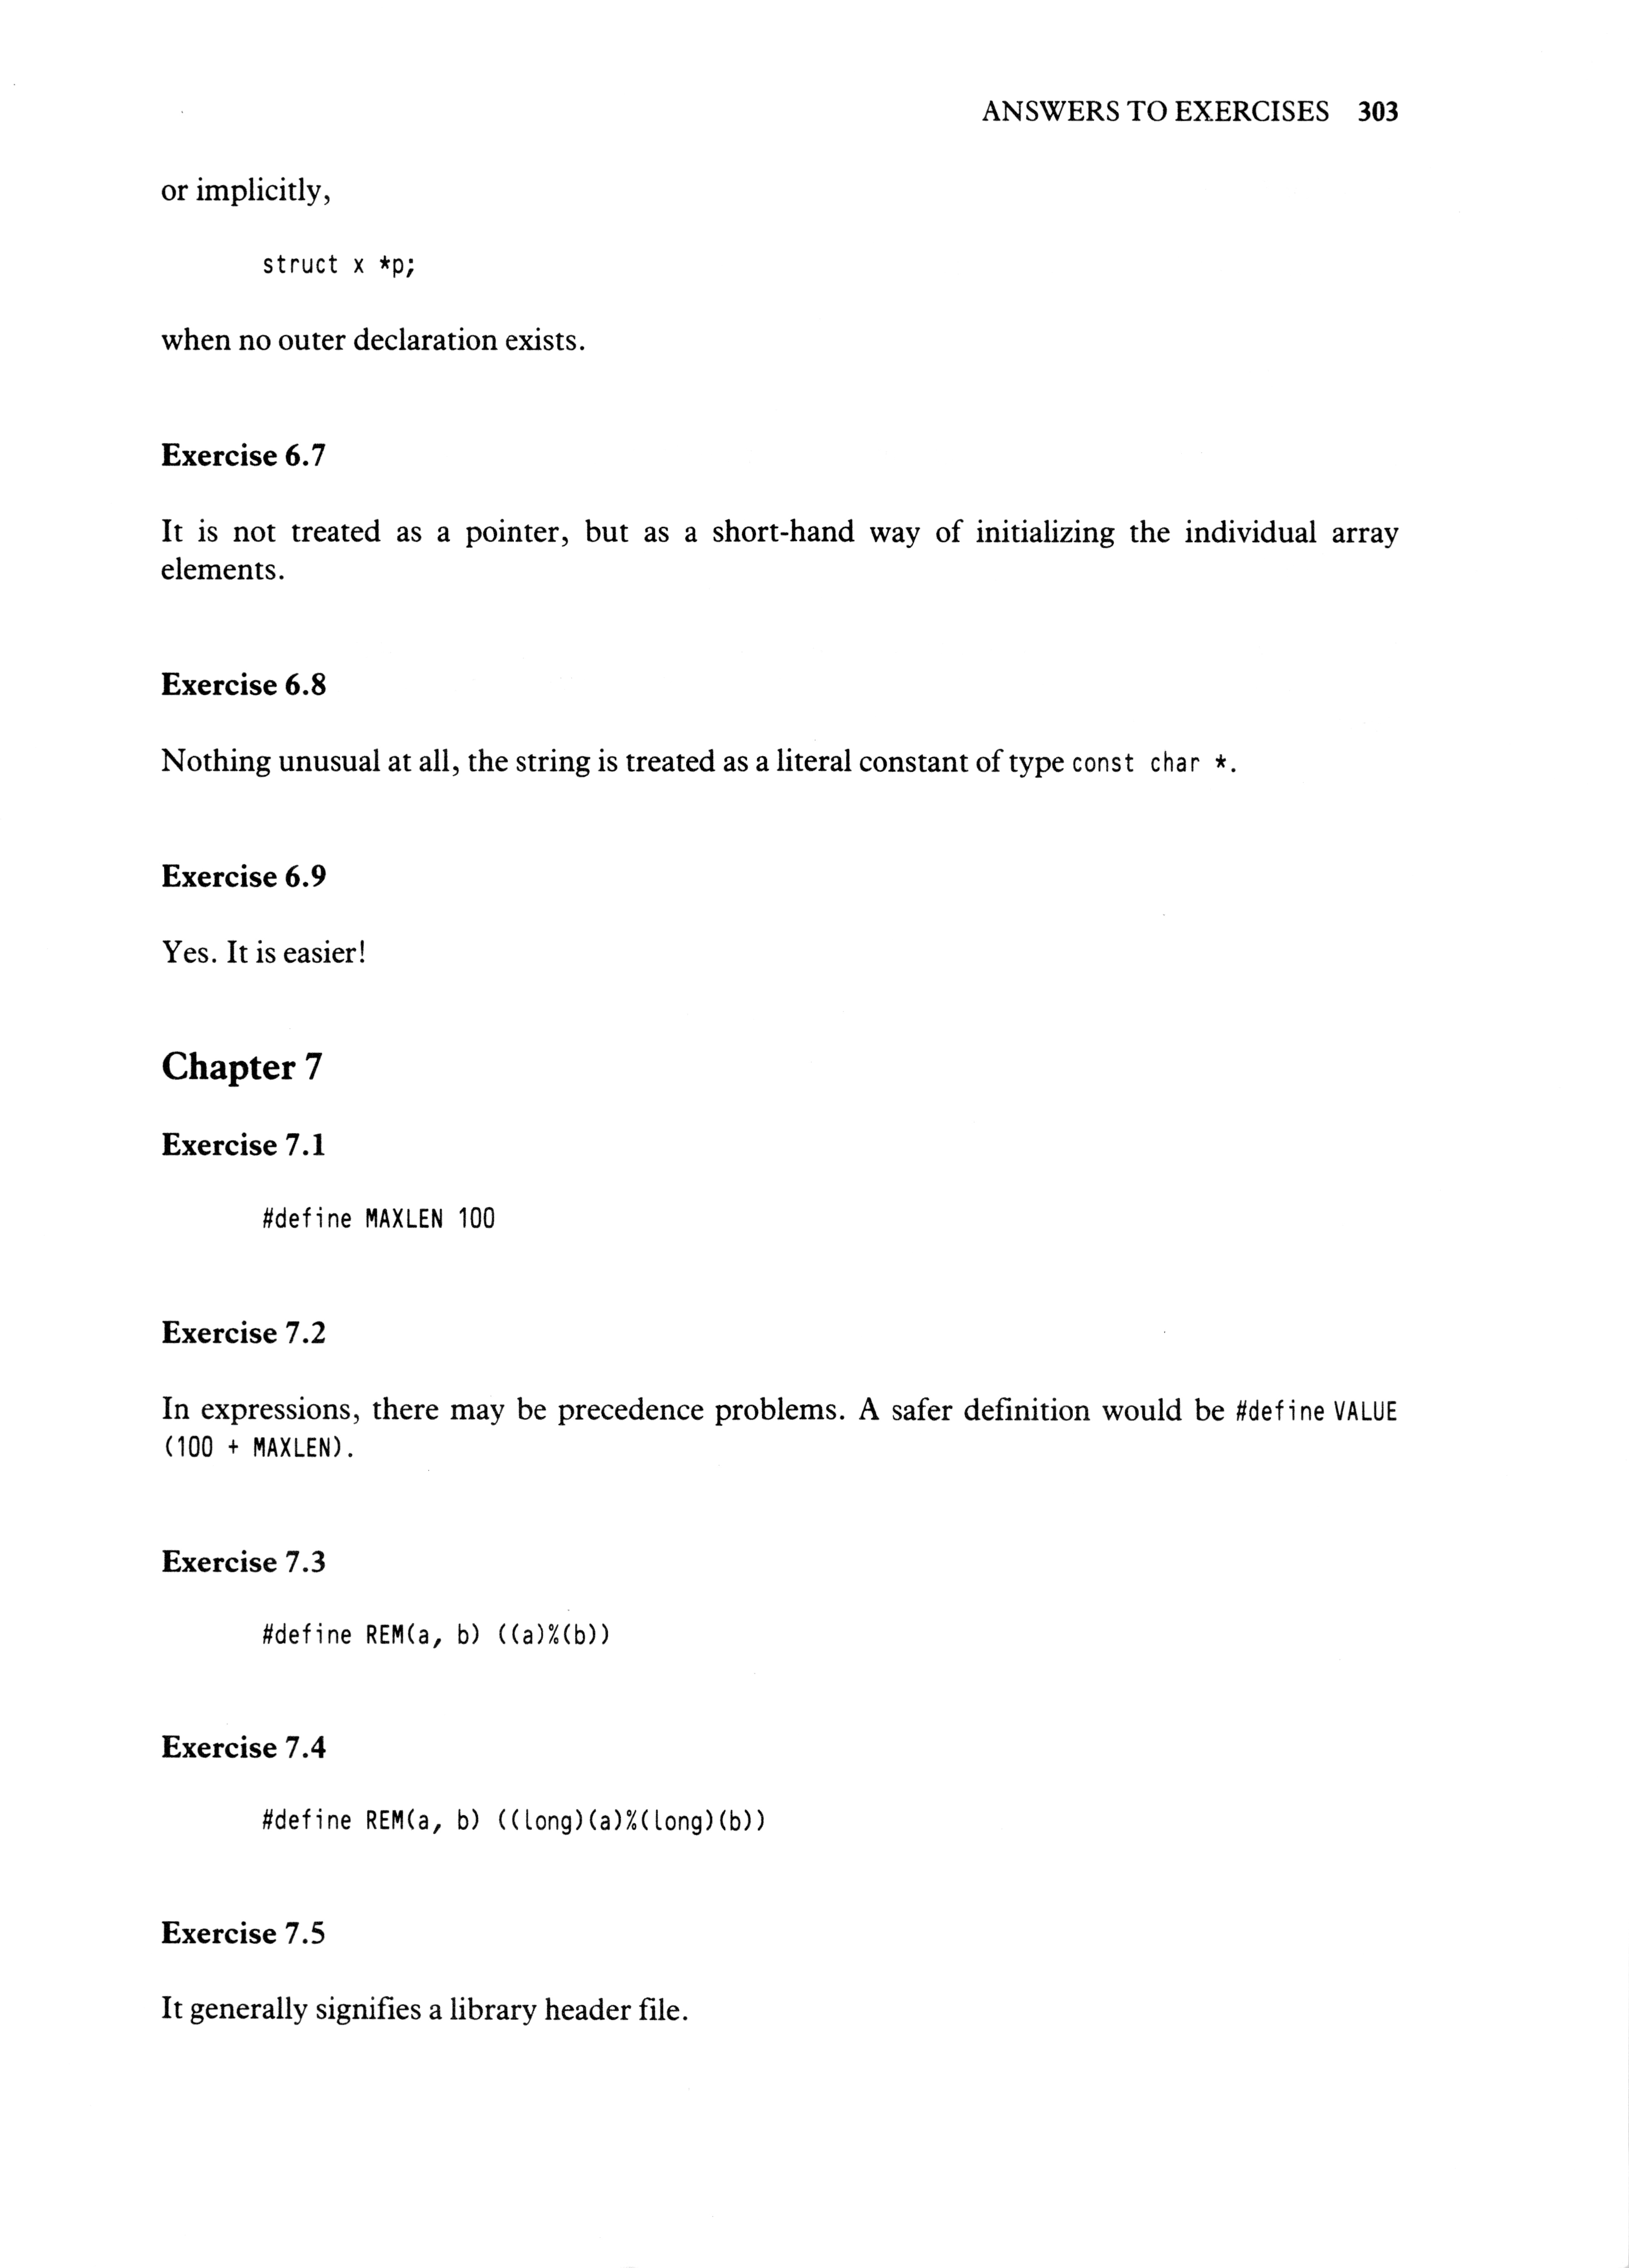 ANSWERS TO EXERCISES 303
or implicitly,
struct x *p;
when no outer declaration exists.
Exercise 6.7
It is not treated as a pointer, but as a short-hand way of initializing the individual array
elements.
Exercise 6.8
Nothing unusual at all, the string is treated as a literal constant of type const char *.
Exercise 6.9
Yes. It is easier!
Chapter 7
Exercise 7.1
#define MAXLEN 100
Exercise 7.2
In expressions, there may be precedence problems. A safer definition would be #define VALUE
(100 + MAXLEN).
Exercise 7.3
#define REM(a, b) ((a)%(b))
Exercise 7.4
#define REM(a, b) ((long)(a)%(long)(b))
Exercise 7.5
It generally signifies a library header file.